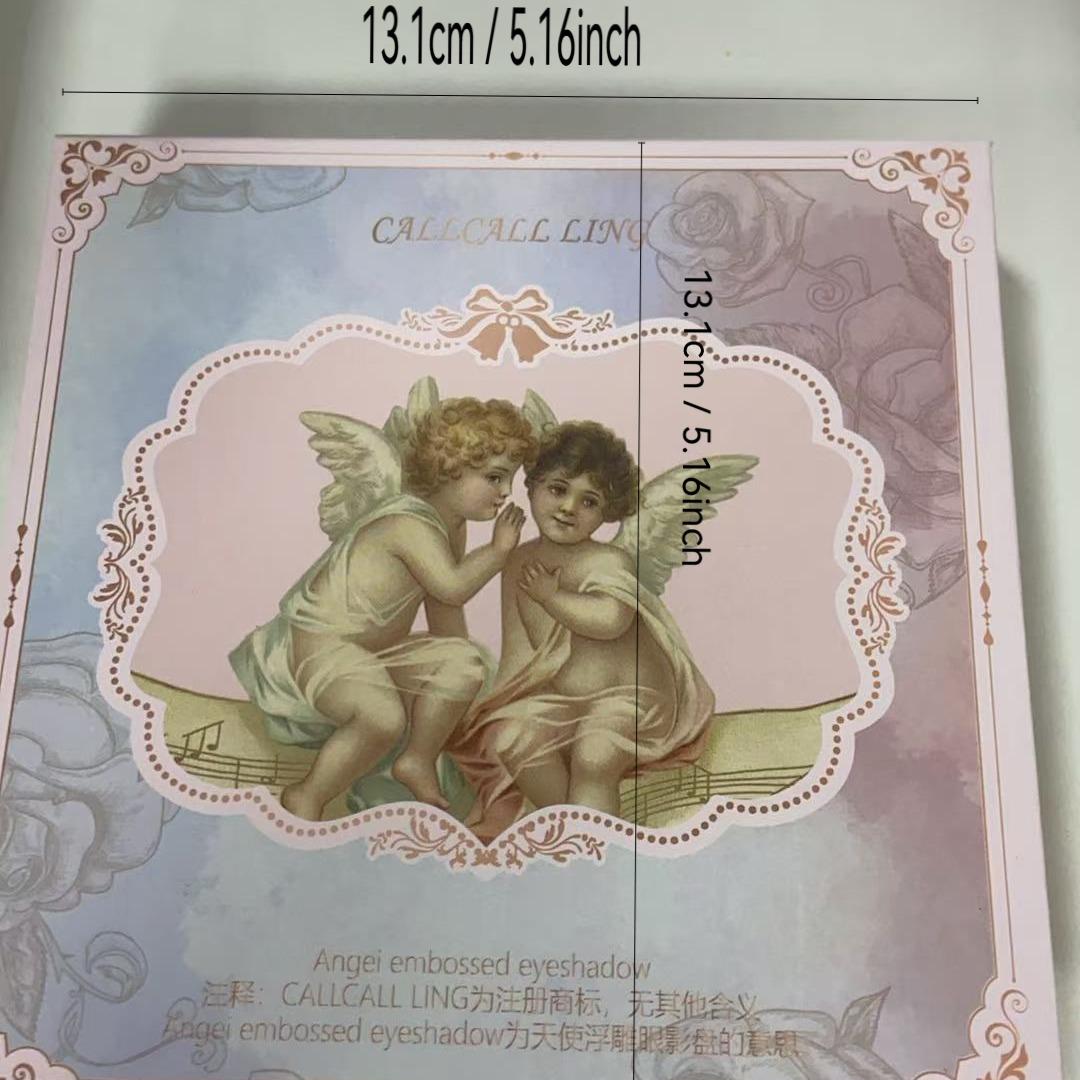 13.1cm / 5.16inch
CALLCALL LING
13.1cm / 5.16inch
Angei embossed eyeshadow
注释：CALLCALL LING为注册商标，无其他含义
Angei embossed eyeshadow为天使浮雕眼影盘的意思